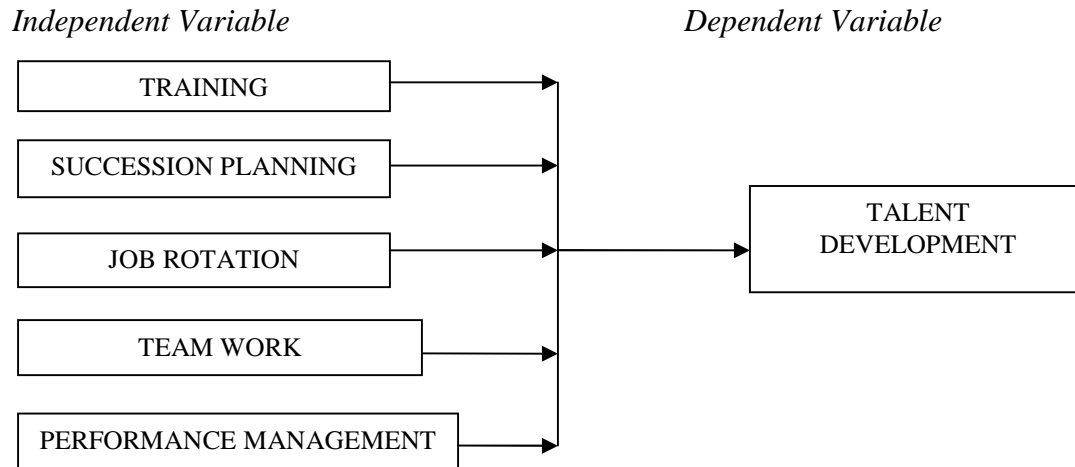 Independent Variable
Dependent Variable
TRAINING
SUCCESSION PLANNING
JOB ROTATION
TEAM WORK
PERFORMANCE MANAGEMENT
TALENT
DEVELOPMENT